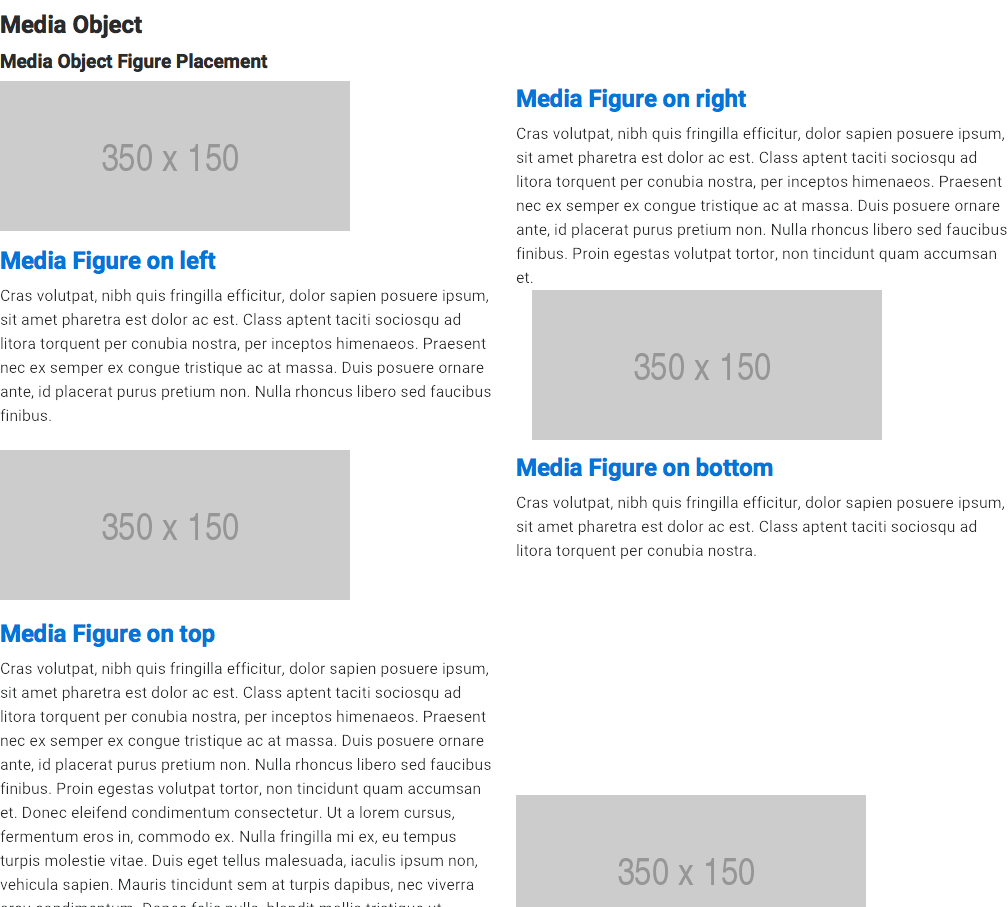 Media Object
Media Object Figure Placement
350 x 150
Media Figure on left
Cras volutpat, nibh quis fringilla efficitur, dolor sapien posuere ipsum,
sit amet pharetra est dolor ac est. Class aptent taciti sociosqu ad
litora torquent per conubia nostra, per inceptos himenaeos. Praesent
nec ex semper ex congue tristique ac at massa. Duis posuere ornare
ante, id placerat purus pretium non. Nulla rhoncus libero sed faucibus
finibus.
Media Figure on right
Cras volutpat, nibh quis fringilla efficitur, dolor sapien posuere ipsum,
sit amet pharetra est dolor ac est. Class aptent taciti sociosqu ad
litora torquent per conubia nostra, per inceptos himenaeos. Praesent
nec ex semper ex congue tristique ac at massa. Duis posuere ornare
ante, id placerat purus pretium non. Nulla rhoncus libero sed faucibus
finibus. Proin egestas volutpat tortor, non tincidunt quam accumsan
et.
350 x 150
350 x 150
Media Figure on top
Cras volutpat, nibh quis fringilla efficitur, dolor sapien posuere ipsum,
sit amet pharetra est dolor ac est. Class aptent taciti sociosqu ad
litora torquent per conubia nostra, per inceptos himenaeos. Praesent
nec ex semper ex congue tristique ac at massa. Duis posuere ornare
ante, id placerat purus pretium non. Nulla rhoncus libero sed faucibus
finibus. Proin egestas volutpat tortor, non tincidunt quam accumsan
et. Donec eleifend condimentum consectetur. Ut a lorem cursus,
fermentum eros in, commodo ex. Nulla fringilla mi ex, eu tempus
turpis molestie vitae. Duis eget tellus malesuada, iaculis ipsum non,
vehicula sapien. Mauris tincidunt sem at turpis dapibus, nec viverra
Media Figure on bottom
Cras volutpat, nibh quis fringilla efficitur, dolor sapien posuere ipsum,
sit amet pharetra est dolor ac est. Class aptent taciti sociosqu ad
litora torquent per conubia nostra.
350 x 150